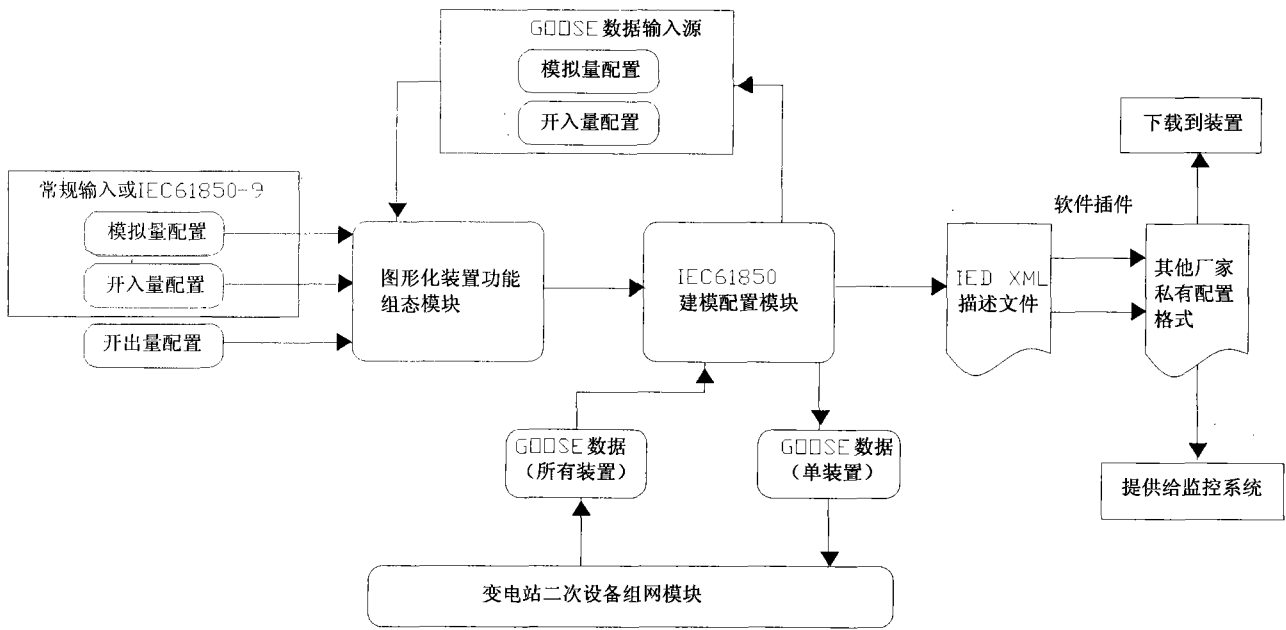 GOOSE数据输入源
模拟量配置
开入量配置
下载到装置
常规输入或IEC61850-9
模拟量配置
开入量配置
开出量配置
图形化装置功能
组态模块
IEC61850
建模配置模块
IED XML
描述文件
软件插件
其他厂家
私有配置
格式
GOOSE数据
（所有装置）
GOOSE数据
（单装置）
提供给监控系统
变电站二次设备组网模块